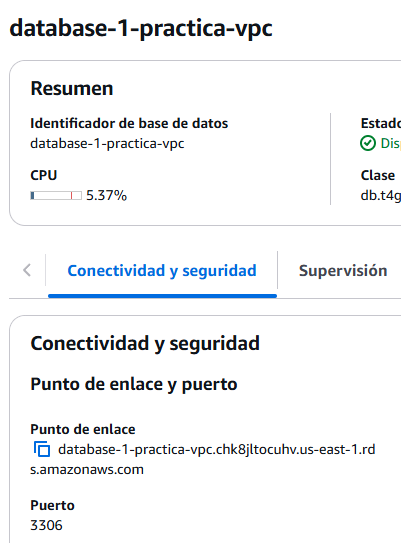 database-1-practica-vpc
Resumen
Identificador de base de datos
database-1-practica-vpc
CPU
5.37%
Estado
Clase
db.t4g
Conectividad y seguridad
Supervisión
Conectividad y seguridad
Punto de enlace y puerto
Punto de enlace
database-1-practica-vpc.chk8jltocuhv.us-east-1.rd
s.amazonaws.com
Puerto
3306